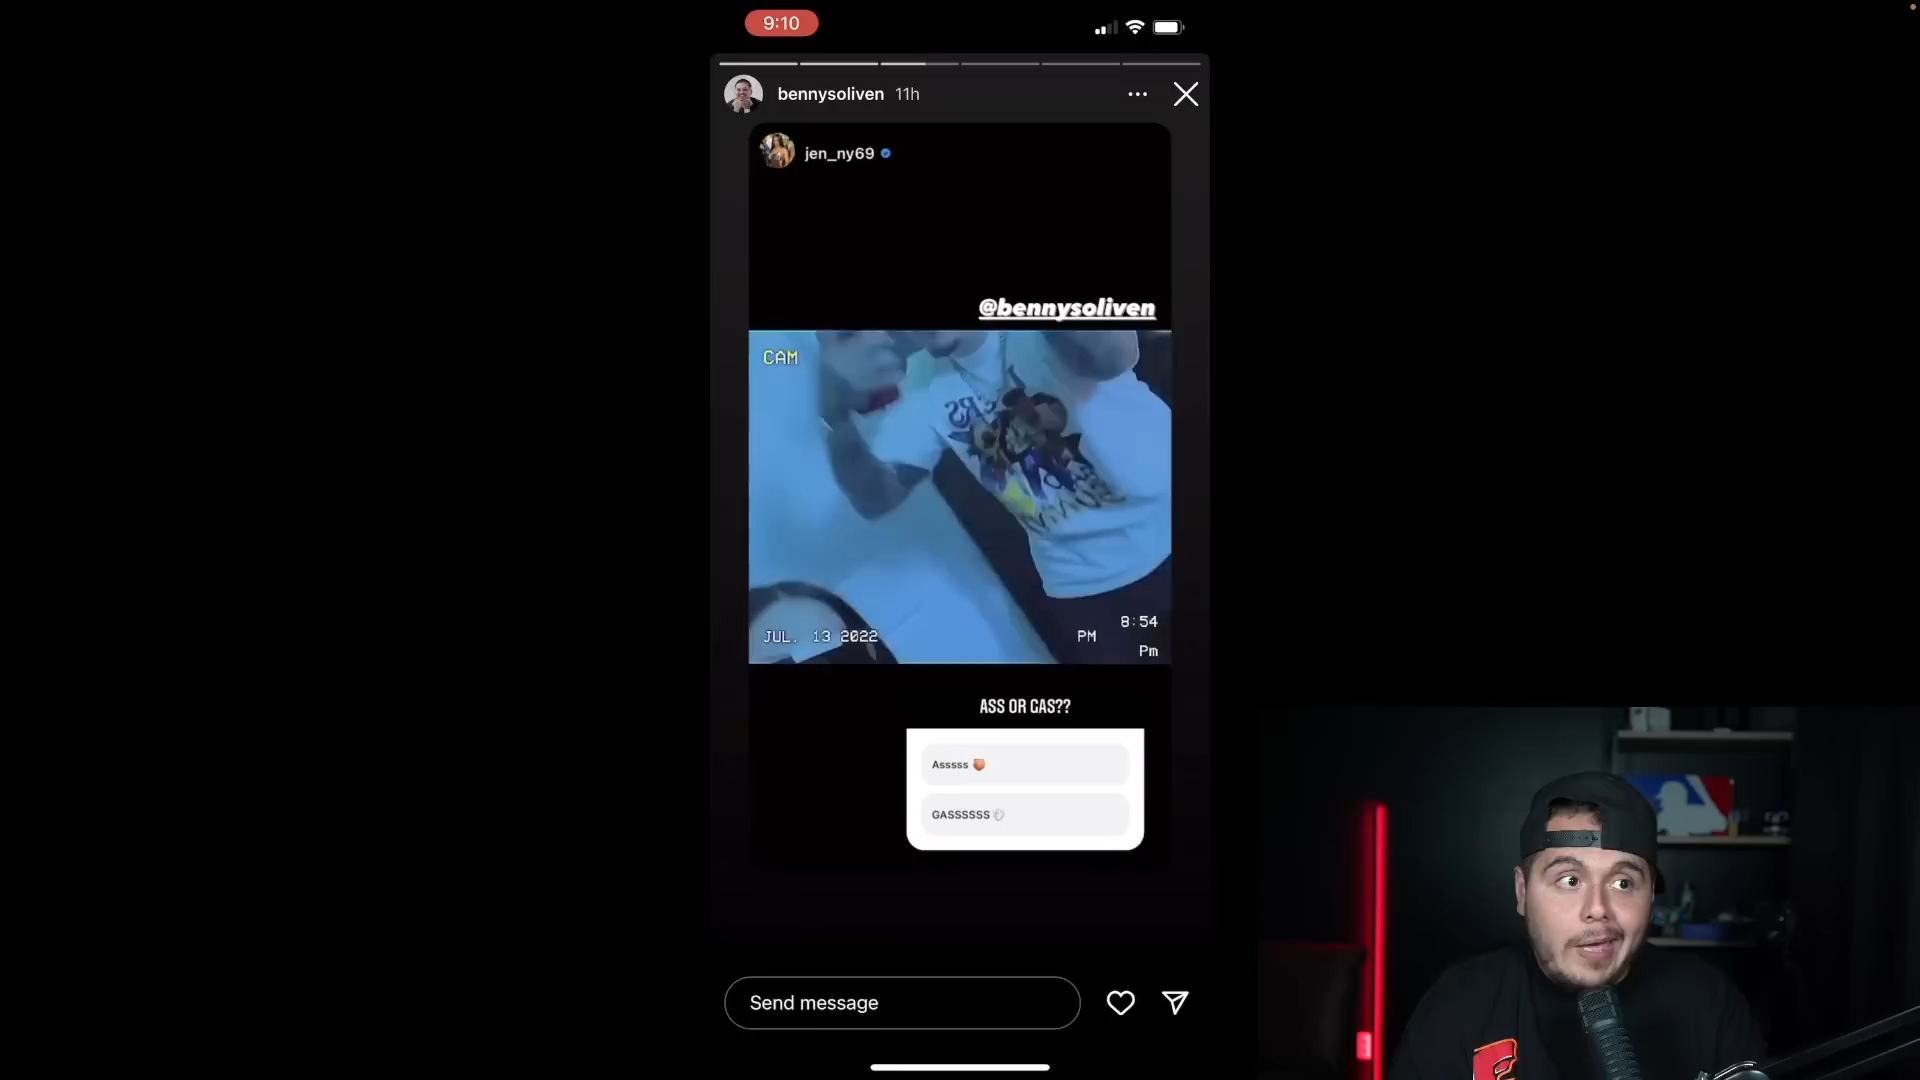 9:10
bennysoliven 11h
jen_ny69
@bennysoliven
CAM
JUL. 13 2022
PM
8:54
Pm
ASS OR GAS??
Asssss 🍑
GASSSSSS
Send message